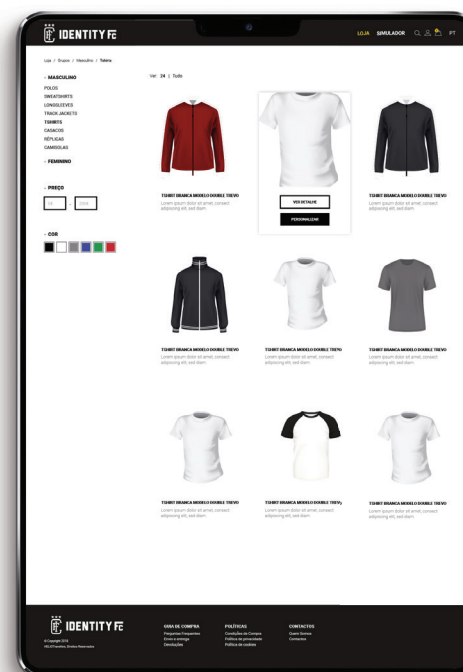 IDENTITY FC
LOJA SIMULADOR PT
Loja / Grupos / Masculino / Tshirts
Ver 24 | Tudo
- MASCULINO
POLOS
SWEATSHIRTS
LONGSLEEVES
TRACK JACKETS
TSHIRTS
CASACOS
RÉPLICAS
CAMISOLAS
- FEMININO
- PREÇO
- COR
TSHIRT BRANCA MODELO DOUBLE TREVO
Lorem ipsum dolor sit amet, consect
adipiscing elit, sed diam
VER DETALHE
PERSONALIZAR
TSHIRT BRANCA MODELO DOUBLE TREVO
Lorem ipsum dolor sit amet, consect
adipiscing elit, sed diam
TSHIRT BRANCA MODELO DOUBLE TREVO
Lorem ipsum dolor sit amet, consect
adipiscing elit, sed diam
TSHIRT BRANCA MODELO DOUBLE TREVO
Lorem ipsum dolor sit amet, consect
adipiscing elit, sed diam
TSHIRT BRANCA MODELO DOUBLE TREVO
Lorem ipsum dolor sit amet, consect
adipiscing elit, sed diam
TSHIRT BRANCA MODELO DOUBLE TREVO
Lorem ipsum dolor sit amet, consect
adipiscing elit, sed diam
TSHIRT BRANCA MODELO DOUBLE TREVO
Lorem ipsum dolor sit amet, consect
adipiscing elit, sed diam
TSHIRT BRANCA MODELO DOUBLE TREVO
Lorem ipsum dolor sit amet, consect
adipiscing elit, sed diam
IDENTITY FC
© Copyright 2019
HELIOTextil, Direitos Reservados
GUIA DE COMPRA
Perguntas Frequentes
Envio e entrega
Devoluções
POLÍTICAS
Condições de Compra
Política de privacidade
Política de cookies
CONTACTOS
Quem Somos
Contactos